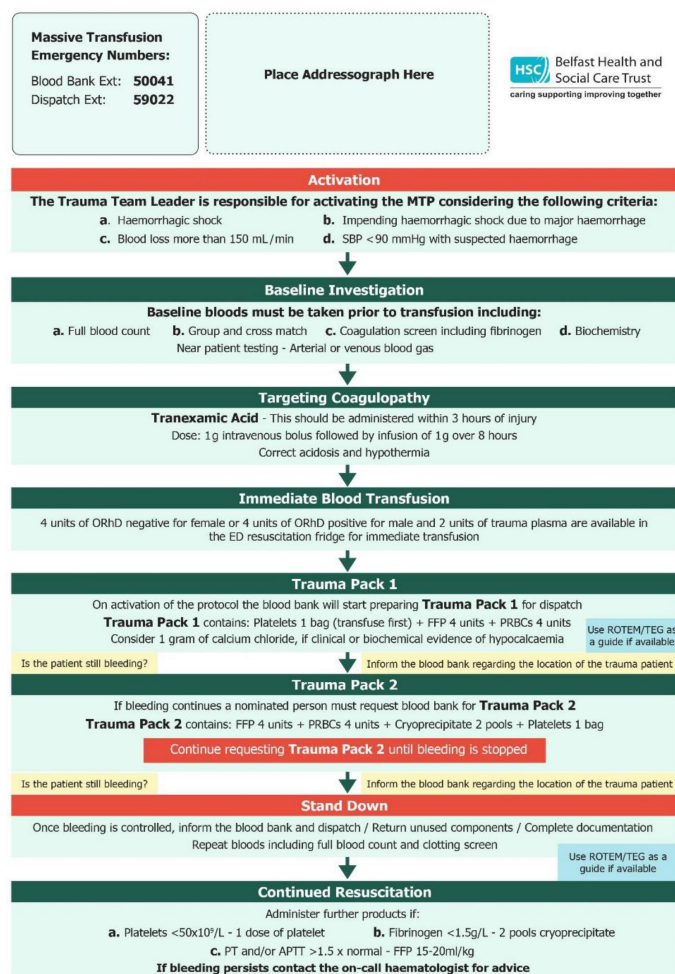 Massive Transfusion
Emergency Numbers:
Blood Bank Ext: 50041
Dispatch Ext: 59022
Place Addressograph Here
HSC Belfast Health and
Social Care Trust
caring supporting improving together
Activation
The Trauma Team Leader is responsible for activating the MTP considering the following criteria:
a. Haemorrhagic shock b. Impending haemorrhagic shock due to major haemorrhage
c. Blood loss more than 150 mL/min d. SBP <90 mmHg with suspected haemorrhage
Baseline Investigation
Baseline bloods must be taken prior to transfusion including:
a. Full blood count b. Group and cross match c. Coagulation screen including fibrinogen d. Biochemistry
Near patient testing - Arterial or venous blood gas
Targeting Coagulopathy
Tranexamic Acid - This should be administered within 3 hours of injury
Dose: 1g intravenous bolus followed by infusion of 1g over 8 hours
Correct acidosis and hypothermia
Immediate Blood Transfusion
4 units of ORhD negative for female or 4 units of ORhD positive for male and 2 units of trauma plasma are available in
the ED resuscitation fridge for immediate transfusion
Trauma Pack 1
On activation of the protocol the blood bank will start preparing Trauma Pack 1 for dispatch
Trauma Pack 1 contains: Platelets 1 bag (transfuse first) + FFP 4 units + PRBCs 4 units
Consider 1 gram of calcium chloride, if clinical or biochemical evidence of hypocalcaemia
Use ROTEM/TEG as
a guide if available
Is the patient still bleeding? Inform the blood bank regarding the location of the trauma patient
Trauma Pack 2
If bleeding continues a nominated person must request blood bank for Trauma Pack 2
Trauma Pack 2 contains: FFP 4 units + PRBCs 4 units + Cryoprecipitate 2 pools + Platelets 1 bag
Continue requesting Trauma Pack 2 until bleeding is stopped
Is the patient still bleeding? Inform the blood bank regarding the location of the trauma patient
Stand Down
Once bleeding is controlled, inform the blood bank and dispatch / Return unused components / Complete documentation
Repeat bloods including full blood count and clotting screen
Use ROTEM/TEG as a
guide if available
Continued Resuscitation
Administer further products if:
a. Platelets <50x10⁹/L - 1 dose of platelet b. Fibrinogen <1.5g/L - 2 pools cryoprecipitate
c. PT and/or APTT >1.5 x normal - FFP 15-20ml/kg
If bleeding persists contact the on-call haematologist for advice